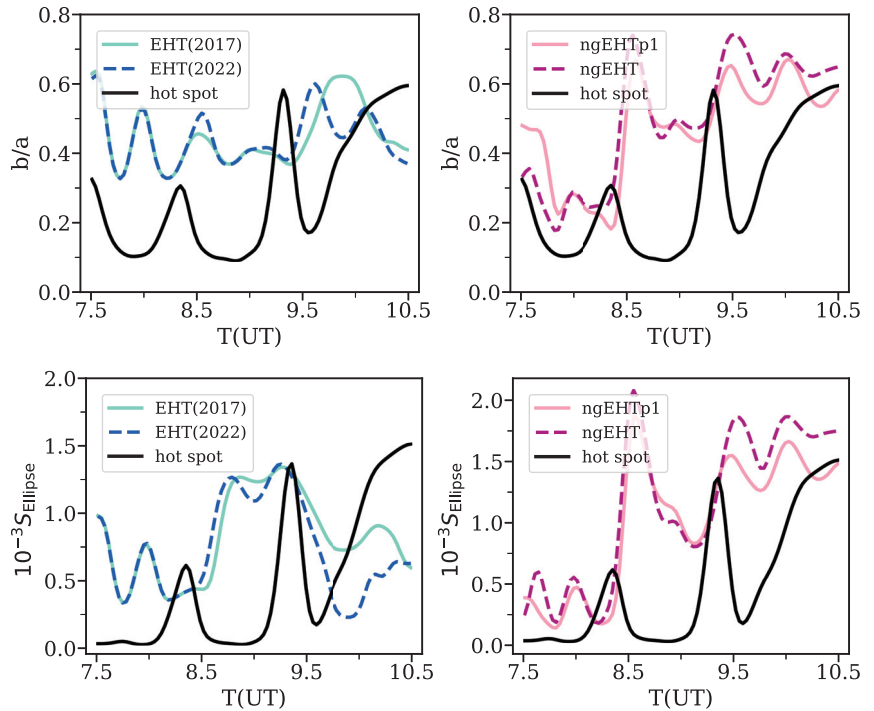 0.8
0.6
0.4
0.2
0.0
b/a
EHT(2017)
EHT(2022)
hot spot
7.5
8.5
9.5
10.5
T(UT)
0.8
0.6
0.4
0.2
0.0
b/a
ngEHTp1
ngEHT
hot spot
7.5
8.5
9.5
10.5
T(UT)
2.0
1.5
1.0
0.5
0.0
10⁻³S_Ellipse
EHT(2017)
EHT(2022)
hot spot
7.5
8.5
9.5
10.5
T(UT)
2.0
1.5
1.0
0.5
0.0
10⁻³S_Ellipse
ngEHTp1
ngEHT
hot spot
7.5
8.5
9.5
10.5
T(UT)